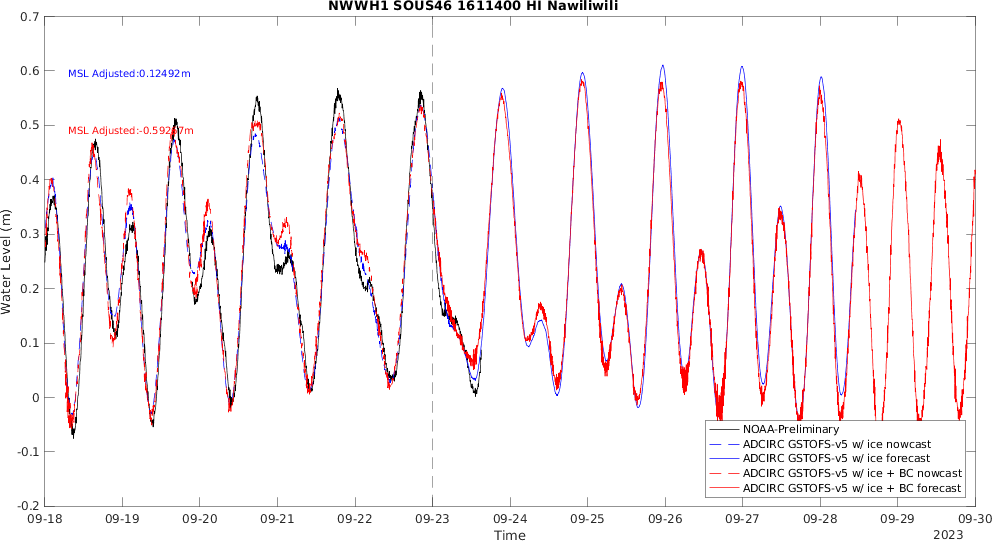 NWWH1 SOUS46 1611400 HI Nawiliwili
0.7
0.6
0.5
0.4
0.3
0.2
0.1
0
-0.1
-0.2
Water Level (m)
MSL Adjusted:0.12492m
NOAA-Preliminary
ADCIRC GSTOFS-v5 w/ ice nowcast
ADCIRC GSTOFS-v5 w/ ice forecast
ADCIRC GSTOFS-v5 w/ ice + BC nowcast
ADCIRC GSTOFS-v5 w/ ice + BC forecast
09-18 09-19 09-20 09-21 09-22 09-23 09-24 09-25 09-26 09-27 09-28 09-29 09-30
Time
2023